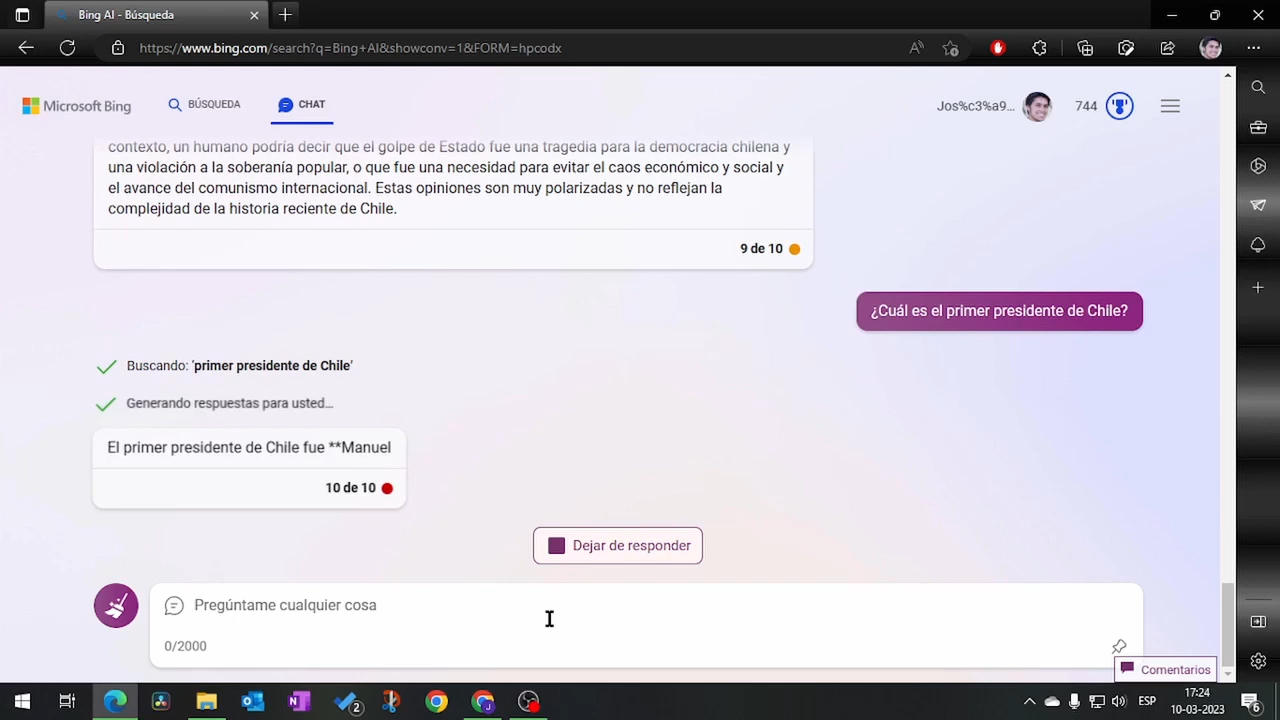 Bing AI - Búsqueda
https://www.bing.com/search?q=Bing+AI&showconv=1&FORM=hpcodx
Microsoft Bing
BÚSQUEDA
CHAT
Jos%c3%a9...
744
contexto, un humano podría decir que el golpe de Estado fue una tragedia para la democracia chilena y
una violación a la soberanía popular, o que fue una necesidad para evitar el caos económico y social y
el avance del comunismo internacional. Estas opiniones son muy polarizadas y no reflejan la
complejidad de la historia reciente de Chile.
9 de 10
¿Cuál es el primer presidente de Chile?
Buscando: 'primer presidente de Chile'
Generando respuestas para usted...
El primer presidente de Chile fue **Manuel
10 de 10
Dejar de responder
Pregúntame cualquier cosa
0/2000
Comentarios
2
ESP
17:24
10-03-2023
6